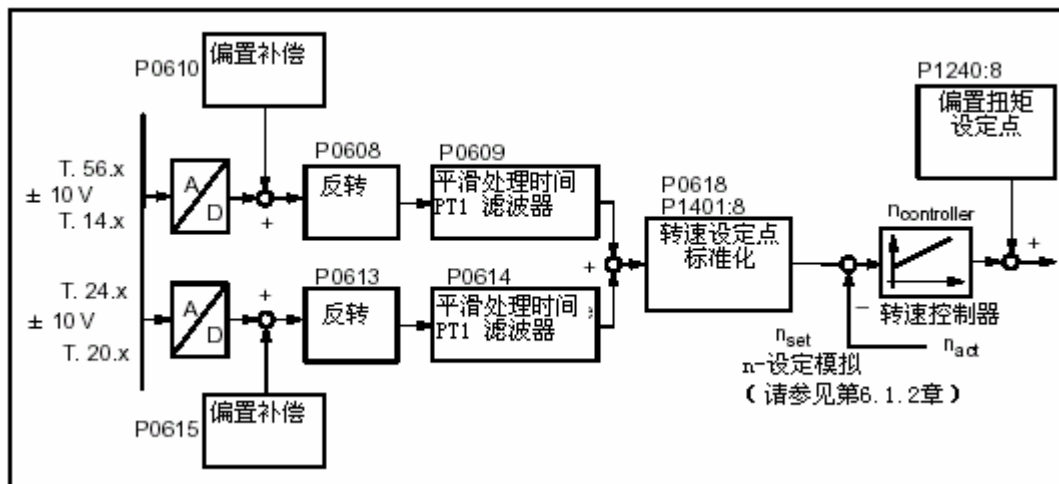 偏置补偿
P0610
P1240:8
偏置扭矩
设定点
T. 56.x
± 10 V
T. 14.x
A
D
+
P0608
反转
P0609
平滑处理时间
PT1 滤波器
P0618
P1401:8
转速设定点
标准化
n controller
+
+
T. 24.x
± 10 V
T. 20.x
A
D
+
P0613
反转
P0614
平滑处理时间
PT1 滤波器
−
转速控制器
n set
n act
n-设定模拟
(请参见第6.1.2章)
P0615
偏置补偿